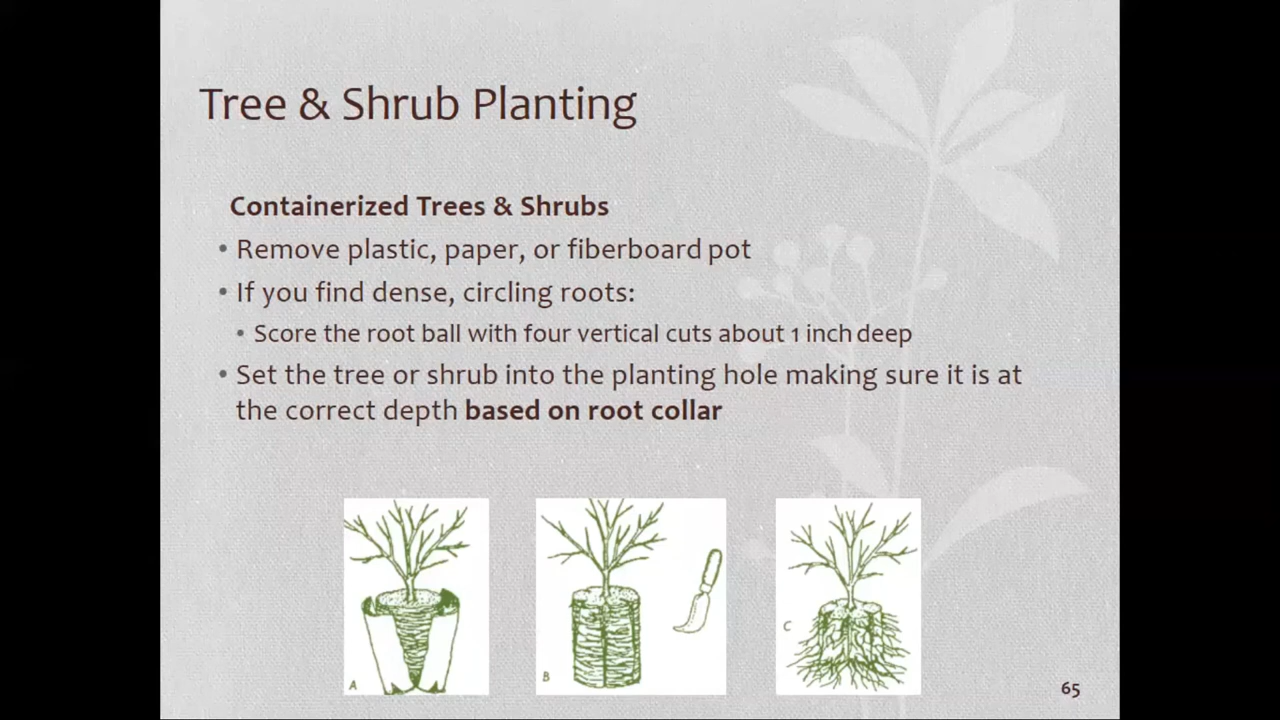 Tree & Shrub Planting
Containerized Trees & Shrubs
• Remove plastic, paper, or fiberboard pot
• If you find dense, circling roots:
• Score the root ball with four vertical cuts about 1 inch deep
• Set the tree or shrub into the planting hole making sure it is at
the correct depth based on root collar
A
B
C
65